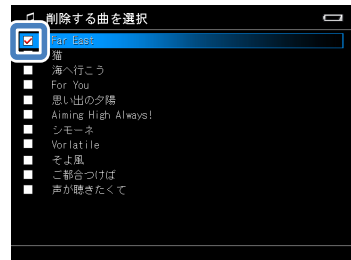 削除する曲を選択
Far East
猫
海へ行こう
For You
思い出の夕陽
Aiming High Always!
シモーネ
Vorlatile
そよ風
ご都合つけば
声が聴きたくて